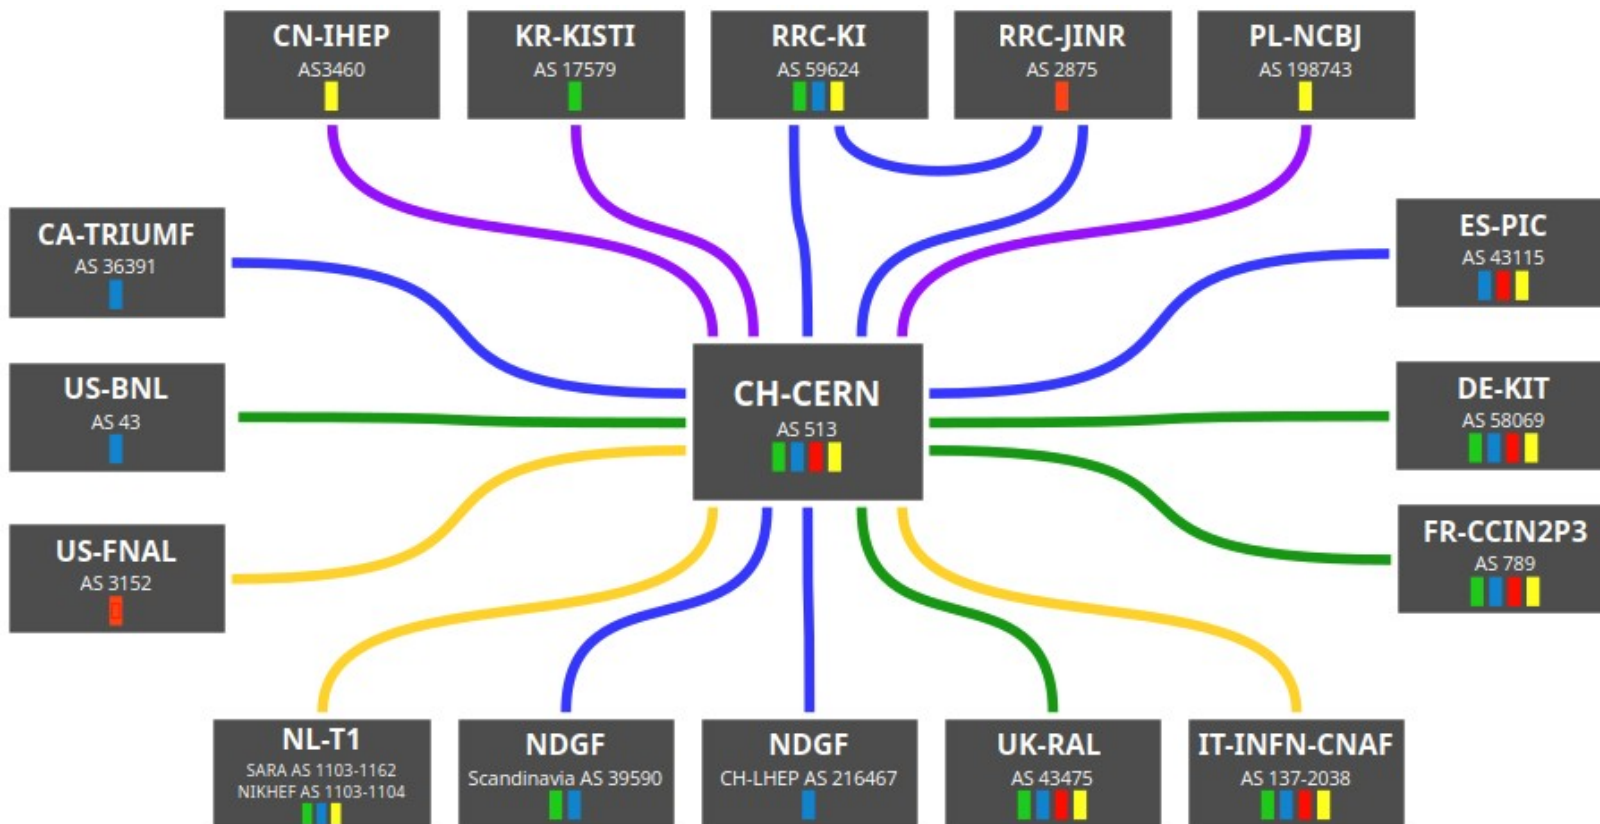 CN-IHEP
AS3460
KR-KISTI
AS 17579
RRC-KI
AS 59624
RRC-JINR
AS 2875
PL-NCBJ
AS 198743
CA-TRIUMF
AS 36391
ES-PIC
AS 43115
US-BNL
AS 43
CH-CERN
AS 513
DE-KIT
AS 58069
US-FNAL
AS 3152
FR-CCIN2P3
AS 789
NL-T1
SARA AS 1103-1162
NIKHEF AS 1103-1104
NDGF
Scandinavia AS 39590
NDGF
CH-LHEP AS 216467
UK-RAL
AS 43475
IT-INFN-CNAF
AS 137-2038